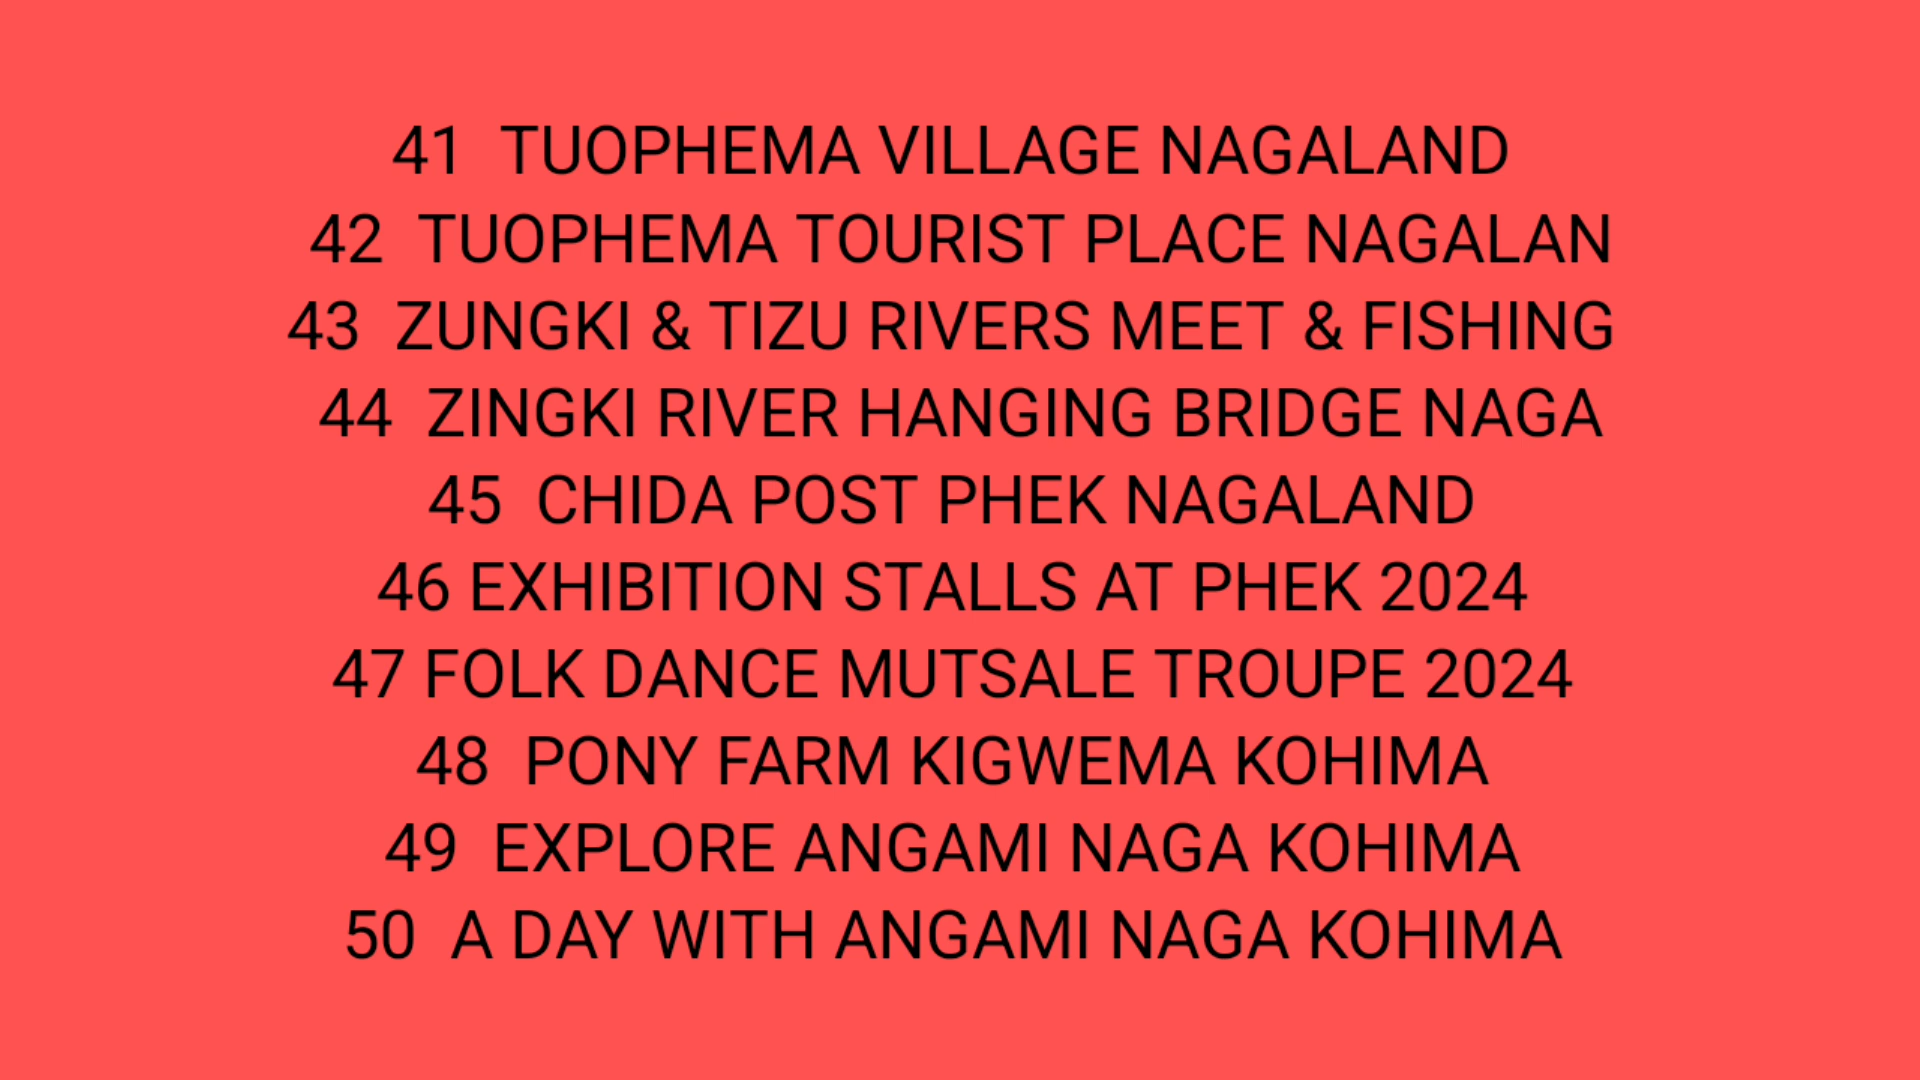 41  TUOPHEMA VILLAGE NAGALAND
42  TUOPHEMA TOURIST PLACE NAGALAN
43  ZUNGKI & TIZU RIVERS MEET & FISHING
44  ZINGKI RIVER HANGING BRIDGE NAGA
45  CHIDA POST PHEK NAGALAND
46 EXHIBITION STALLS AT PHEK 2024
47 FOLK DANCE MUTSALE TROUPE 2024
48  PONY FARM KIGWEMA KOHIMA
49  EXPLORE ANGAMI NAGA KOHIMA
50  A DAY WITH ANGAMI NAGA KOHIMA